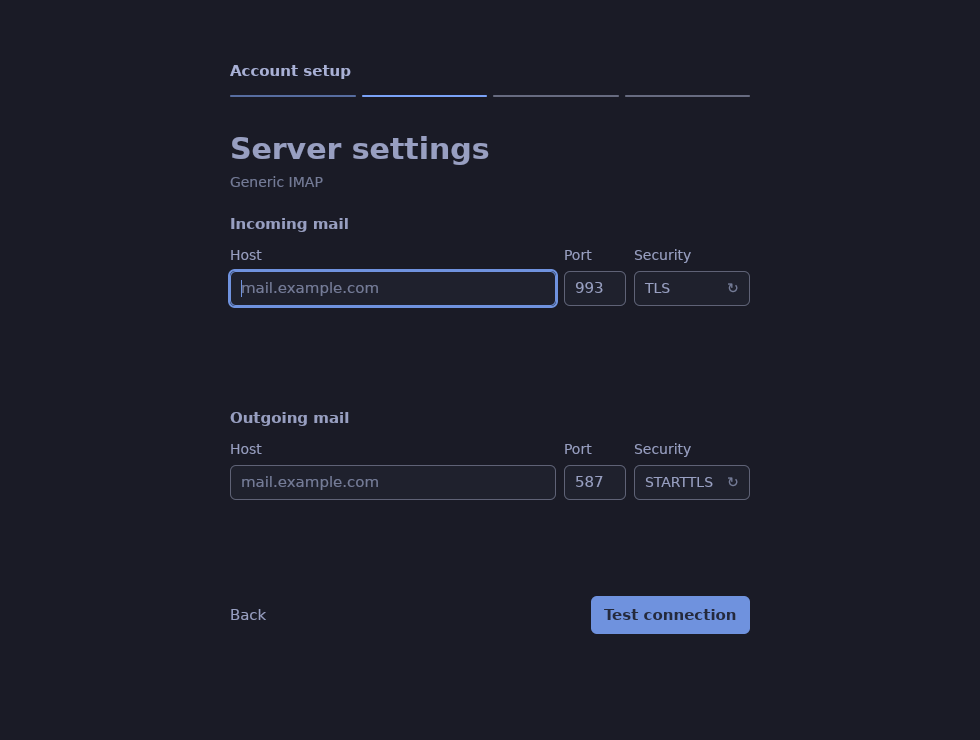 Account setup
Server settings
Generic IMAP
Incoming mail
Host Port Security
mail.example.com 993 TLS ↻
Outgoing mail
Host Port Security
mail.example.com 587 STARTTLS ↻
Back Test connection